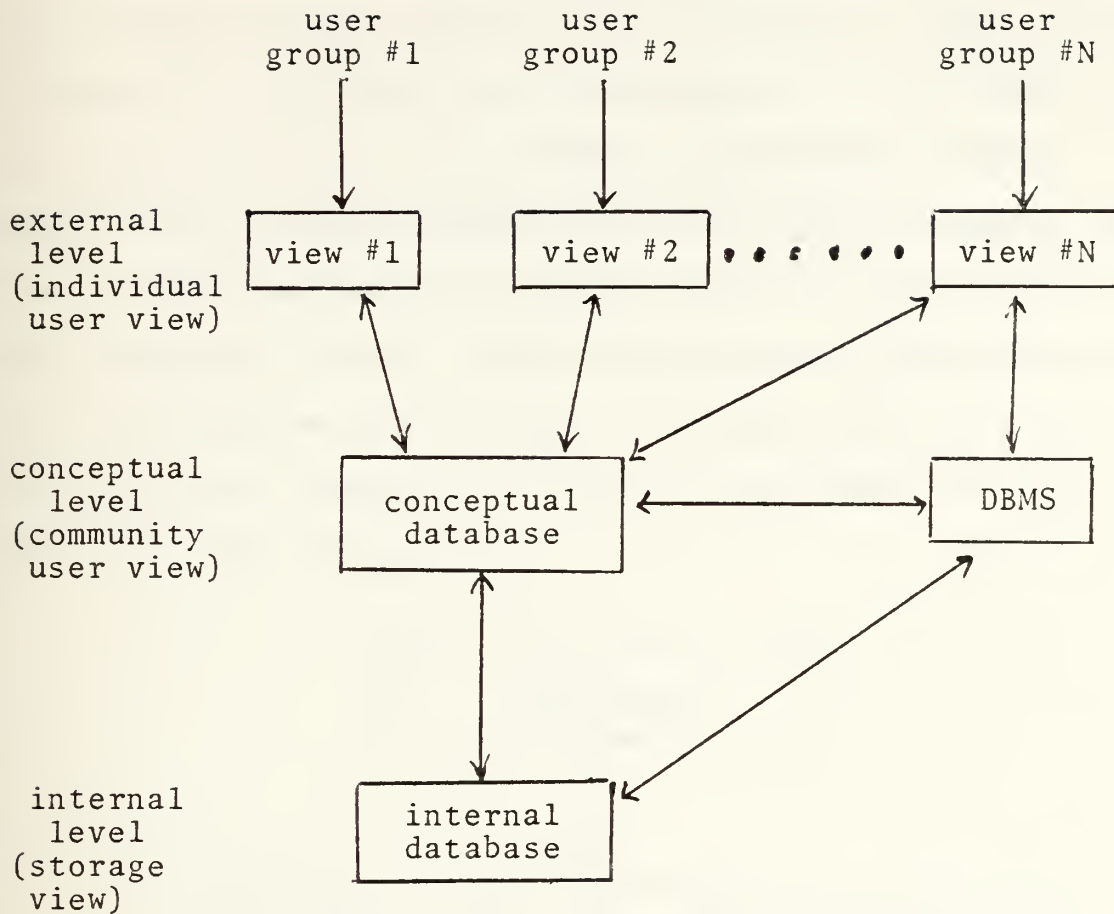 user
group #1
user
group #2
user
group #N
external
level
(individual
user view)
view #1
view #2
view #N
conceptual
level
(community
user view)
conceptual
database
DBMS
internal
level
(storage
view)
internal
database